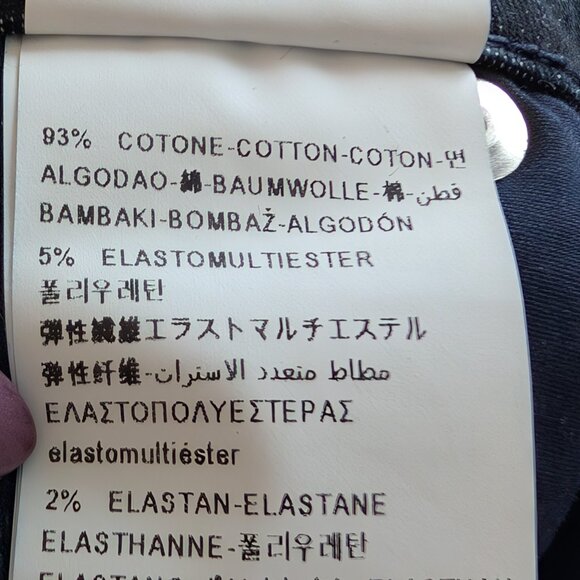 93% COTONE-COTTON-COTON-면
ALGODAO-綿-BAUMWOLLE-棉-قطن
BAMBAKI-BOMBAŽ-ALGODÓN
5% ELASTOMULTIESTER
폴리우레탄
弾性繊維エラストマルチエステル
弹性纤维-مطاط متعدد الاسترات
ΕΛΑΣΤΟΠΟΛΥΕΣΤΕΡΑΣ
elastomultiéster
2% ELASTAN-ELASTANE
ELASTHANNE-폴리우레탄